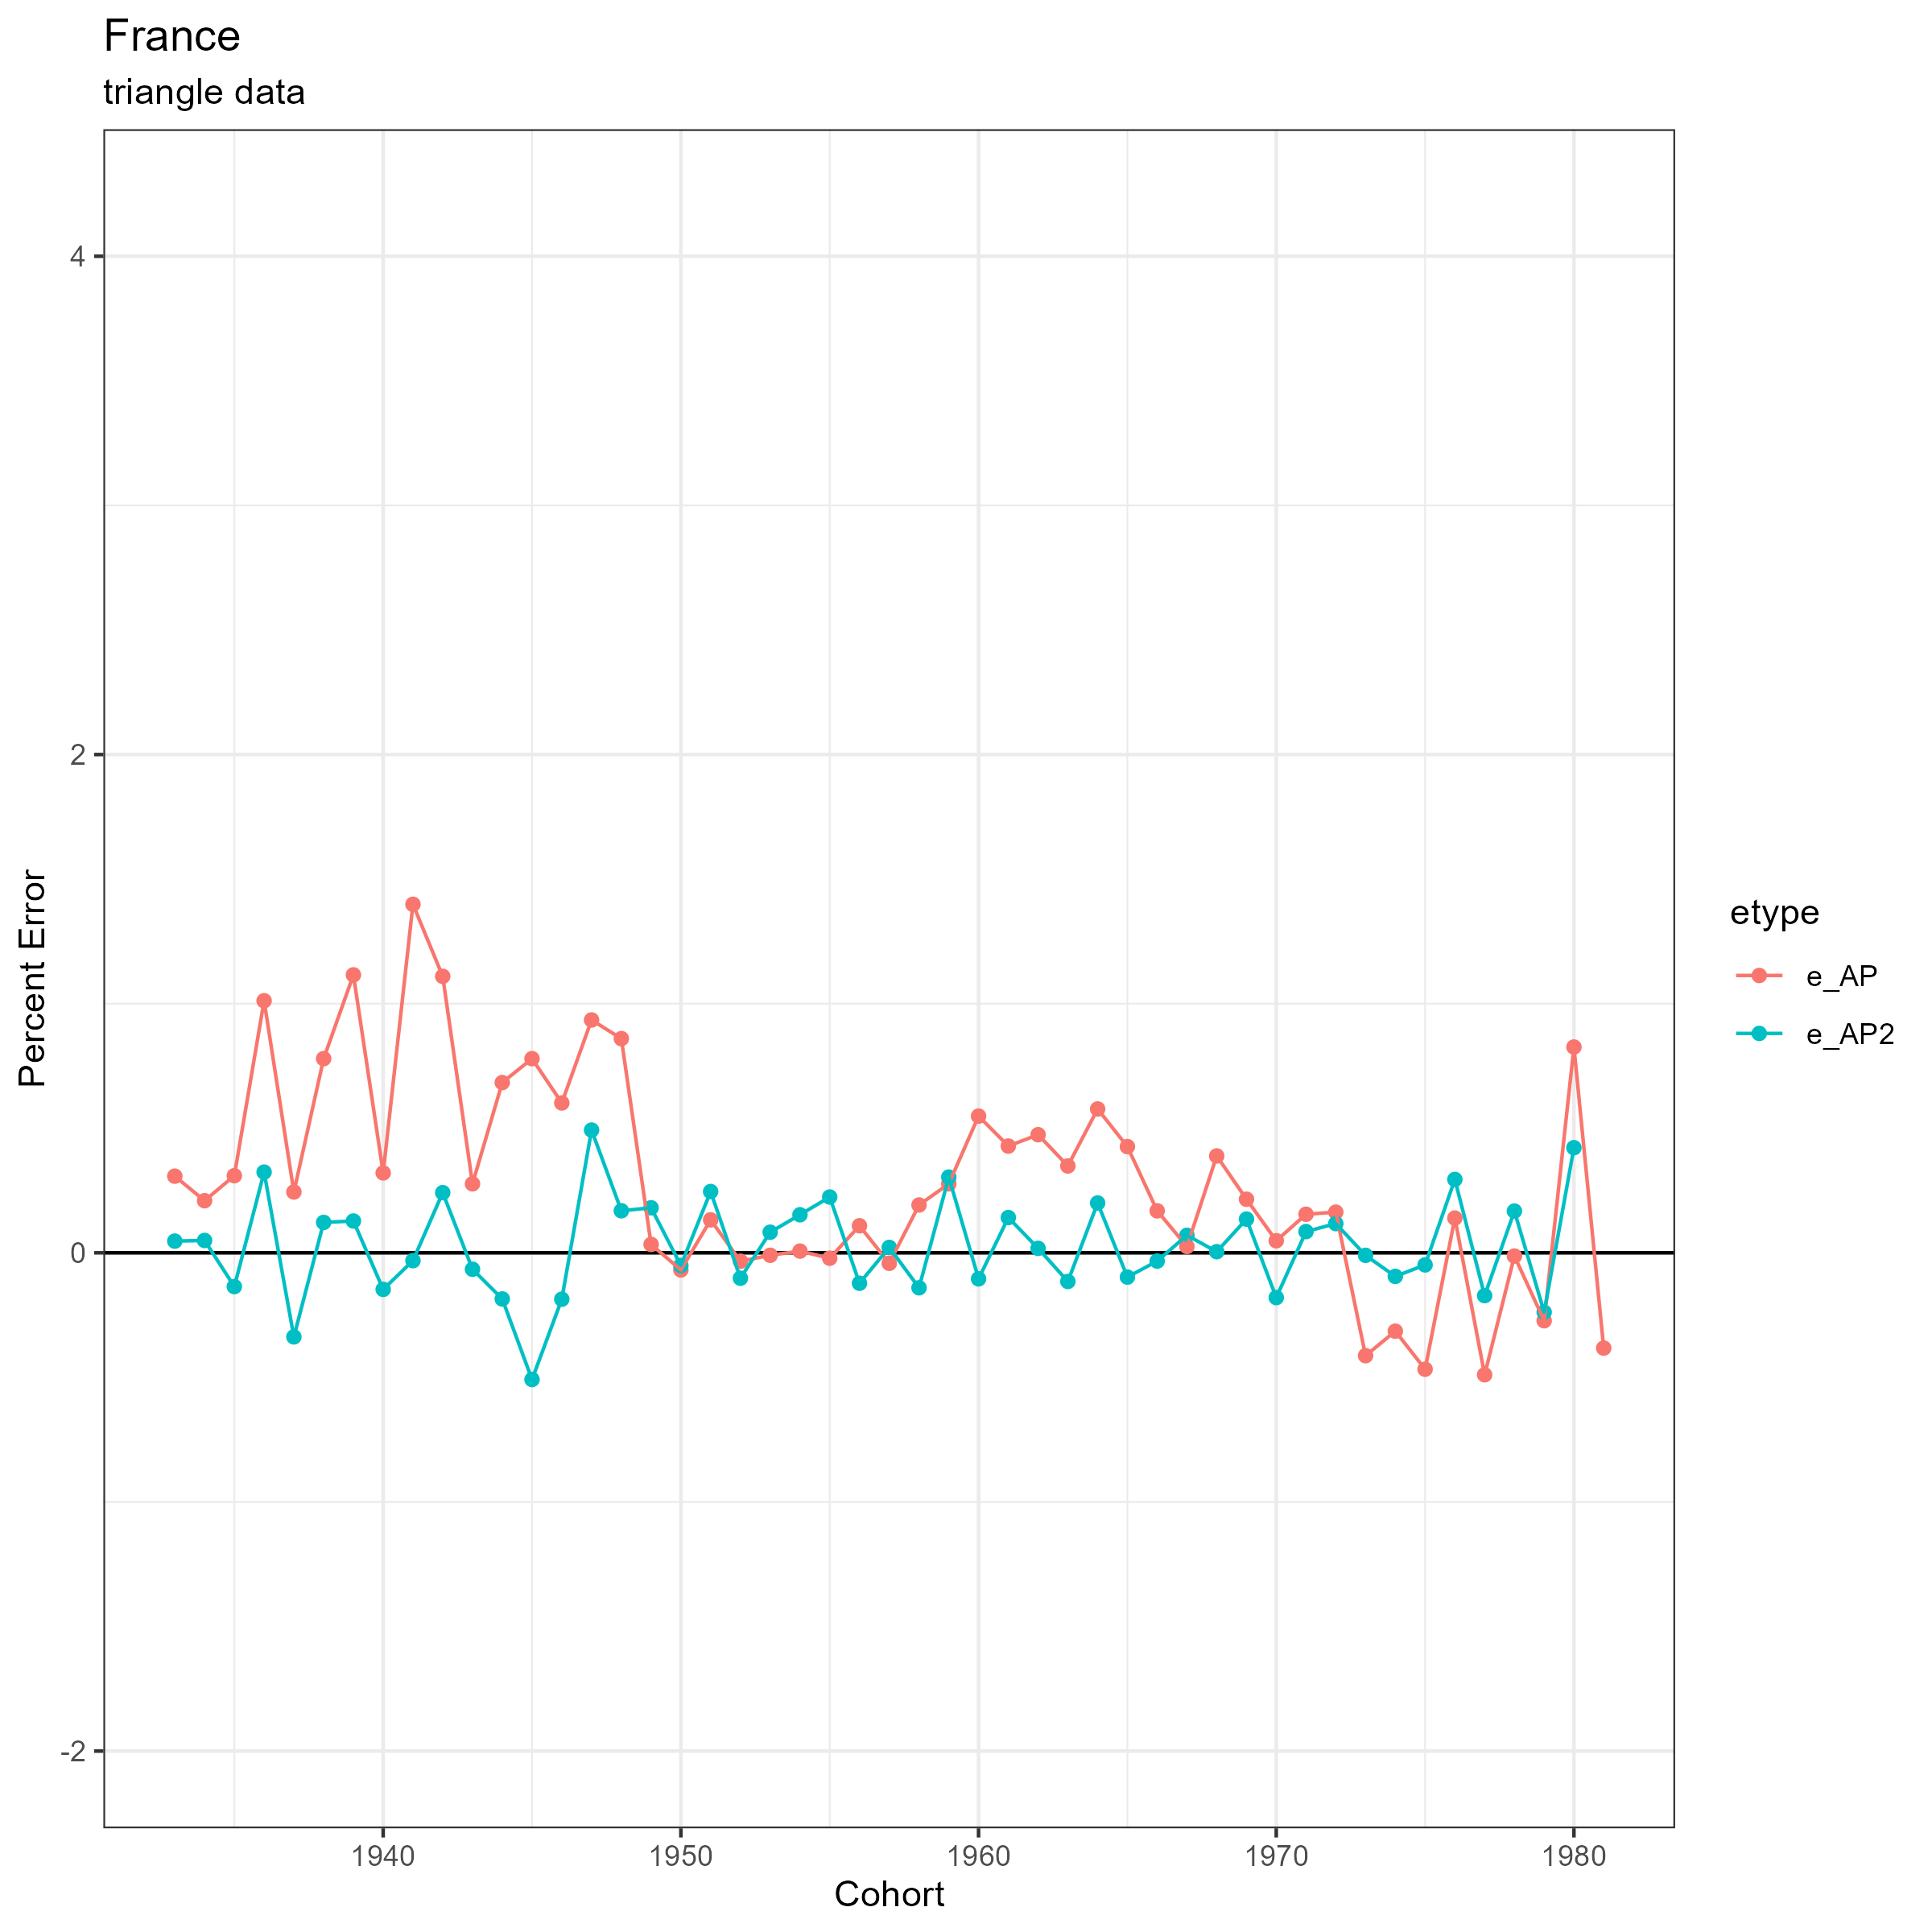 France
triangle data
4
2
0
-2
Percent Error
1940 1950 1960 1970 1980
Cohort
etype
e_AP
e_AP2